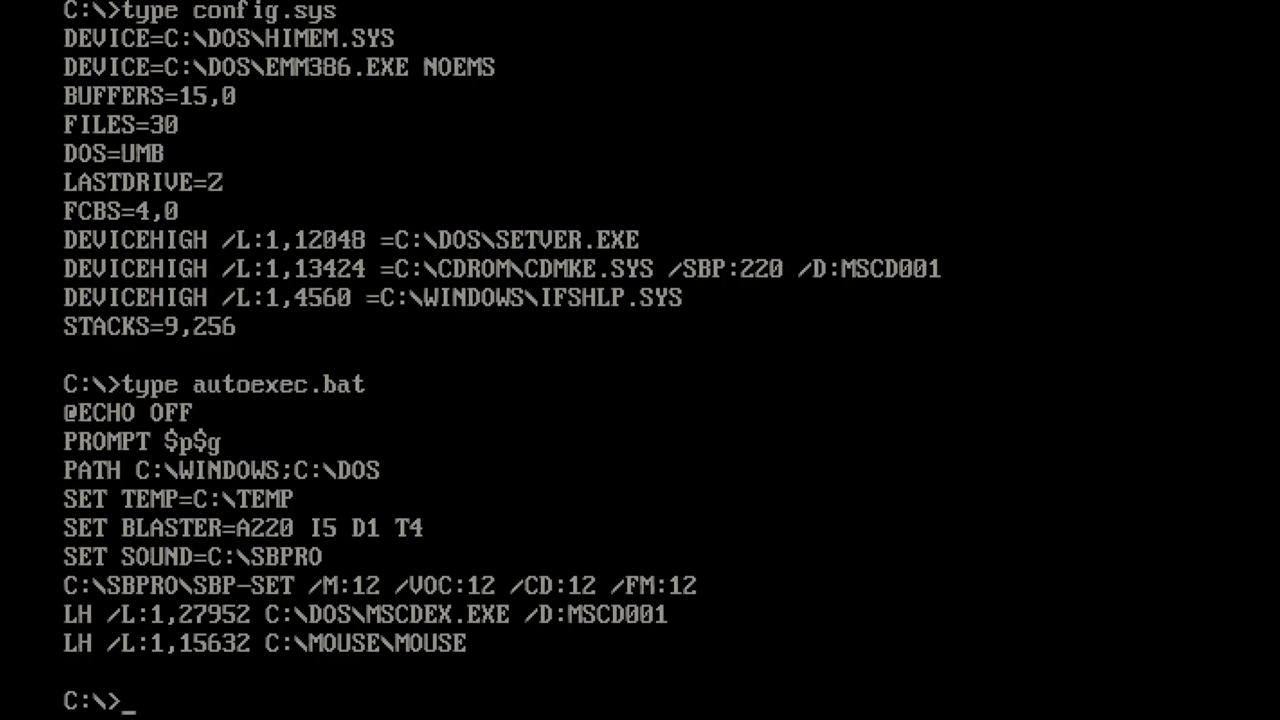 C:\>type config.sys
DEVICE=C:\DOS\HIMEM.SYS
DEVICE=C:\DOS\EMM386.EXE NOEMS
BUFFERS=15,0
FILES=30
DOS=UMB
LASTDRIVE=Z
FCBS=4,0
DEVICEHIGH /L:1,12048 =C:\DOS\SETVER.EXE
DEVICEHIGH /L:1,13424 =C:\CDROM\CDMKE.SYS /SBP:220 /D:MSCD001
DEVICEHIGH /L:1,4560 =C:\WINDOWS\IFSHLP.SYS
STACKS=9,256
C:\>type autoexec.bat
@ECHO OFF
PROMPT $p$g
PATH C:\WINDOWS;C:\DOS
SET TEMP=C:\TEMP
SET BLASTER=A220 I5 D1 T4
SET SOUND=C:\SBPRO
C:\SBPRO\SBP-SET /M:12 /VOC:12 /CD:12 /FM:12
LH /L:1,27952 C:\DOS\MSCDEX.EXE /D:MSCD001
LH /L:1,15632 C:\MOUSE\MOUSE
C:\>_